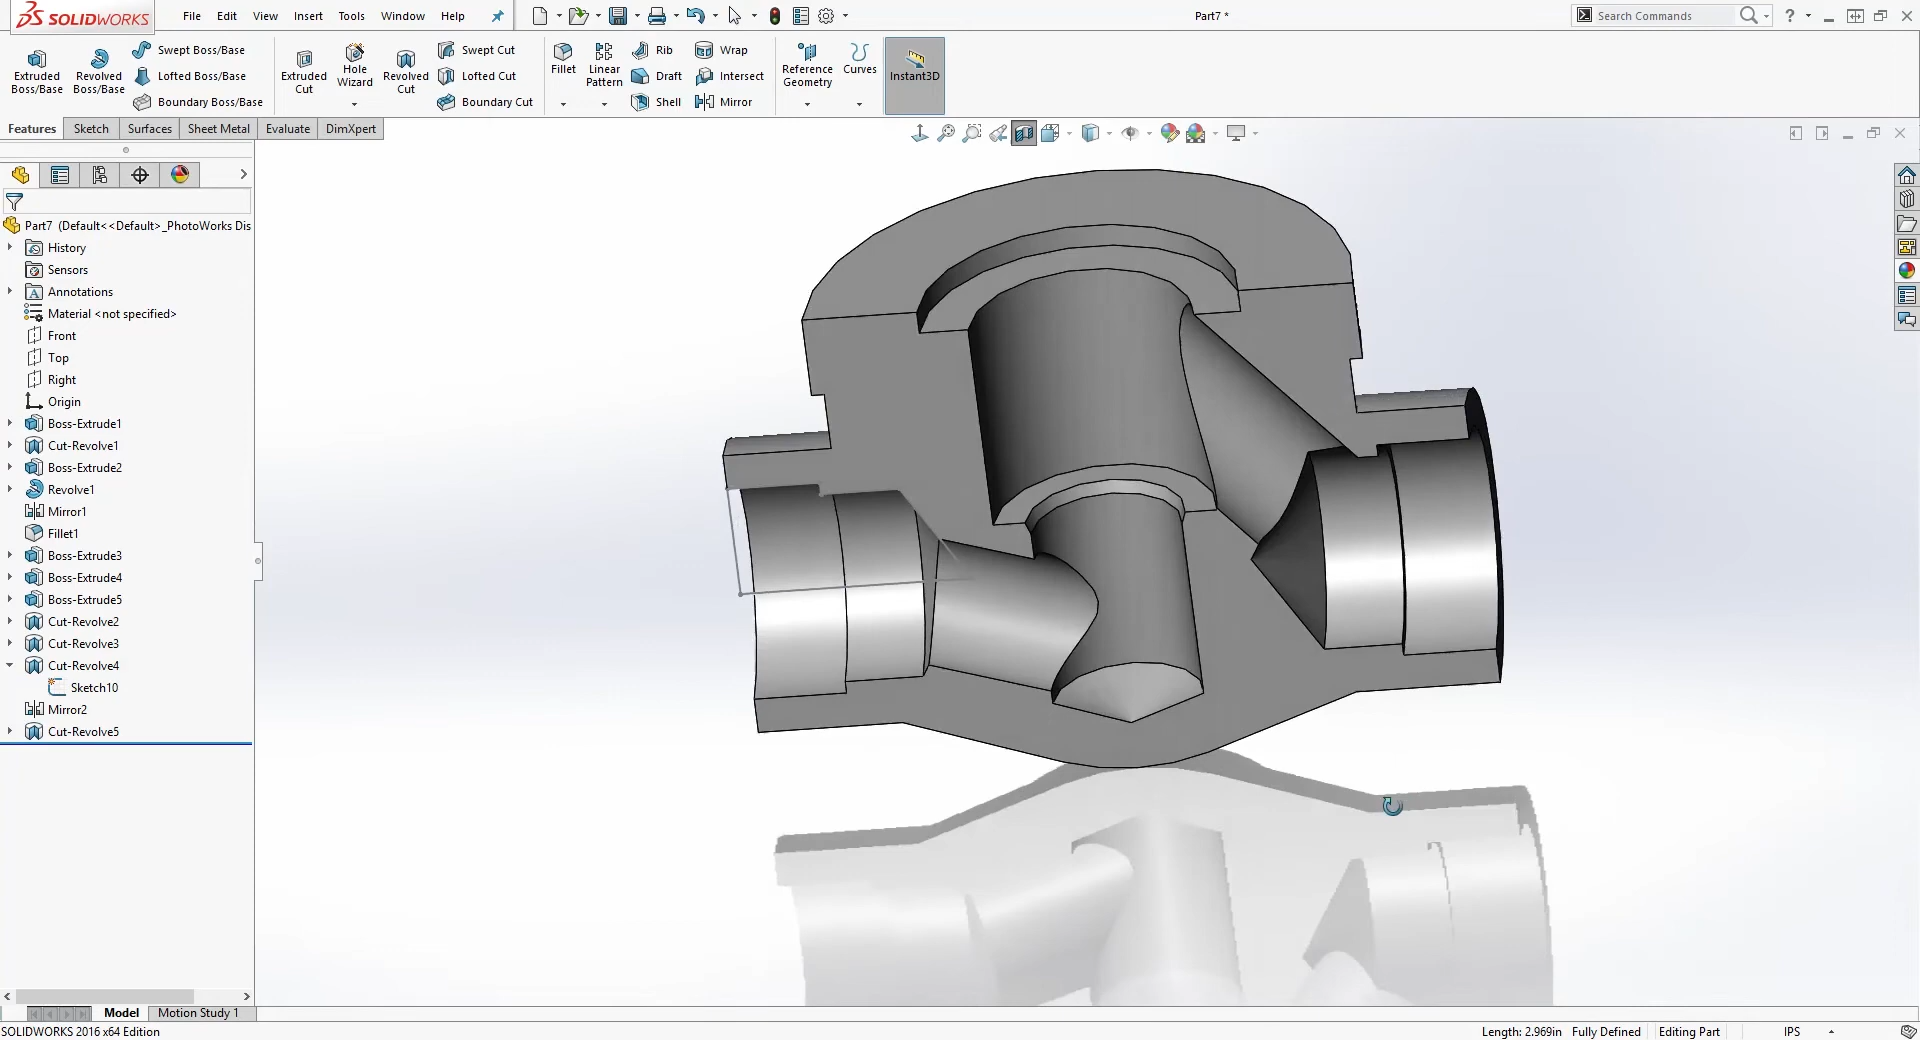 SOLIDWORKS File Edit View Insert Tools Window Help Part7 * Search Commands ?
Extruded Boss/Base
Revolved Boss/Base
Swept Boss/Base
Lofted Boss/Base
Boundary Boss/Base
Extruded Cut
Hole Wizard
Revolved Cut
Swept Cut
Lofted Cut
Boundary Cut
Fillet
Linear Pattern
Rib
Draft
Shell
Wrap
Intersect
Mirror
Reference Geometry
Curves
Instant3D
Features Sketch Surfaces Sheet Metal Evaluate DimXpert
Part7 (Default<<Default>_PhotoWorks Dis
History
Sensors
Annotations
Material <not specified>
Front
Top
Right
Origin
Boss-Extrude1
Cut-Revolve1
Boss-Extrude2
Revolve1
Mirror1
Fillet1
Boss-Extrude3
Boss-Extrude4
Boss-Extrude5
Cut-Revolve2
Cut-Revolve3
Cut-Revolve4
Sketch10
Mirror2
Cut-Revolve5
Model Motion Study 1
SOLIDWORKS 2016 x64 Edition Length: 2.969in Fully Defined Editing Part IPS